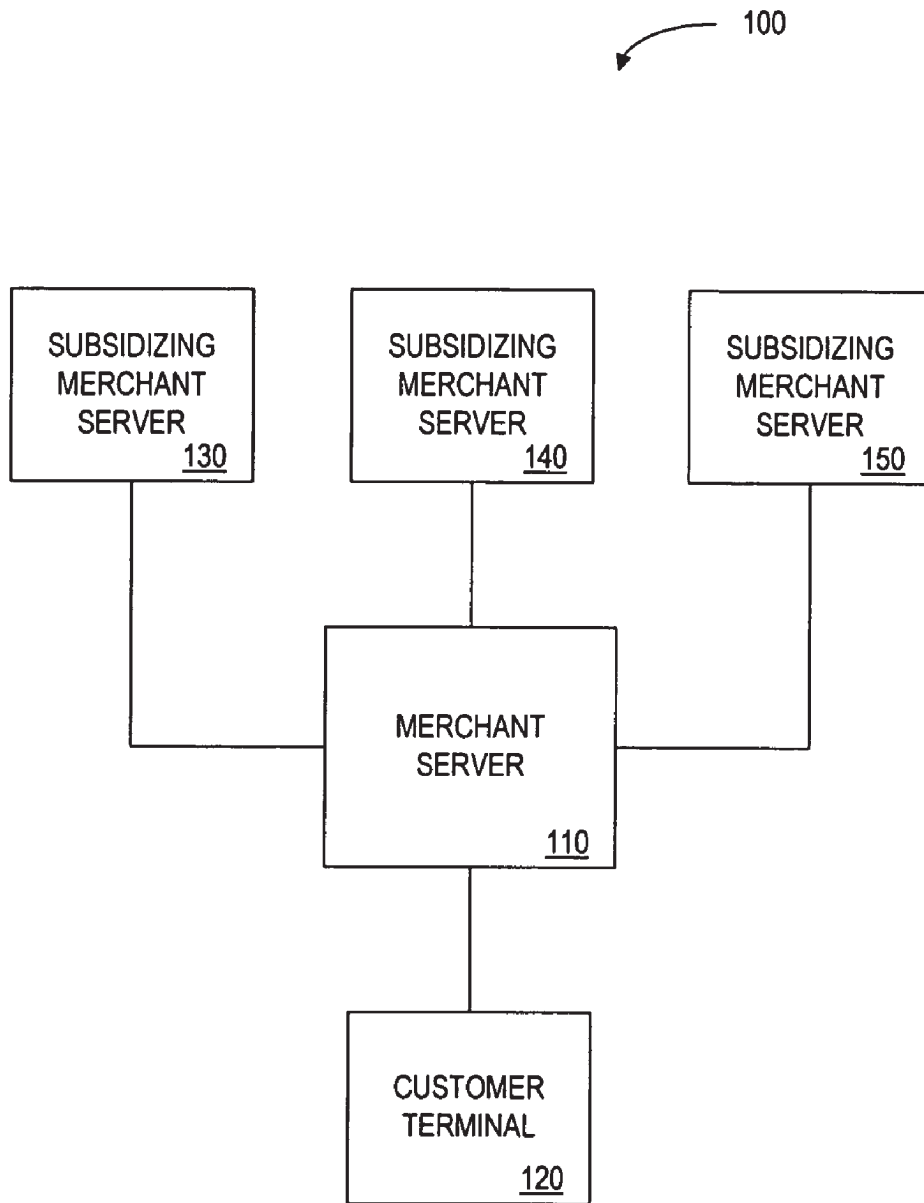 100
SUBSIDIZING
MERCHANT
SERVER
130
SUBSIDIZING
MERCHANT
SERVER
140
SUBSIDIZING
MERCHANT
SERVER
150
MERCHANT
SERVER
110
CUSTOMER
TERMINAL
120